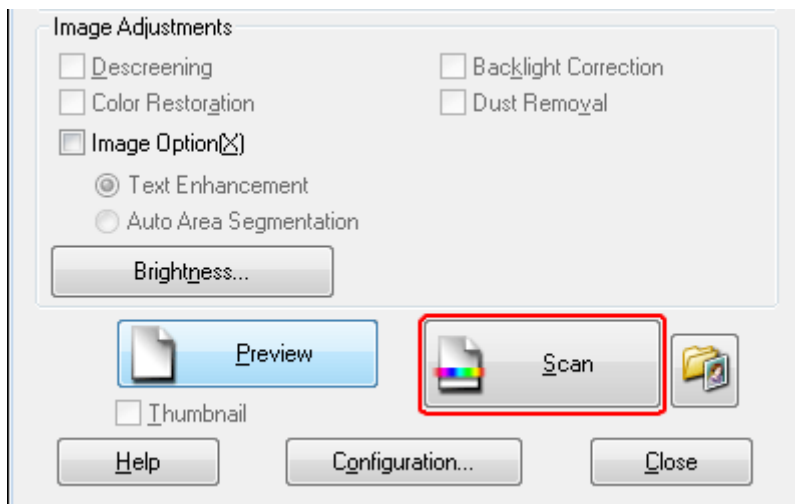 Image Adjustments
Descreening Backlight Correction
Color Restoration Dust Removal
Image Option(X)
Text Enhancement
Auto Area Segmentation
Brightness...
Preview Scan
Thumbnail
Help Configuration... Close